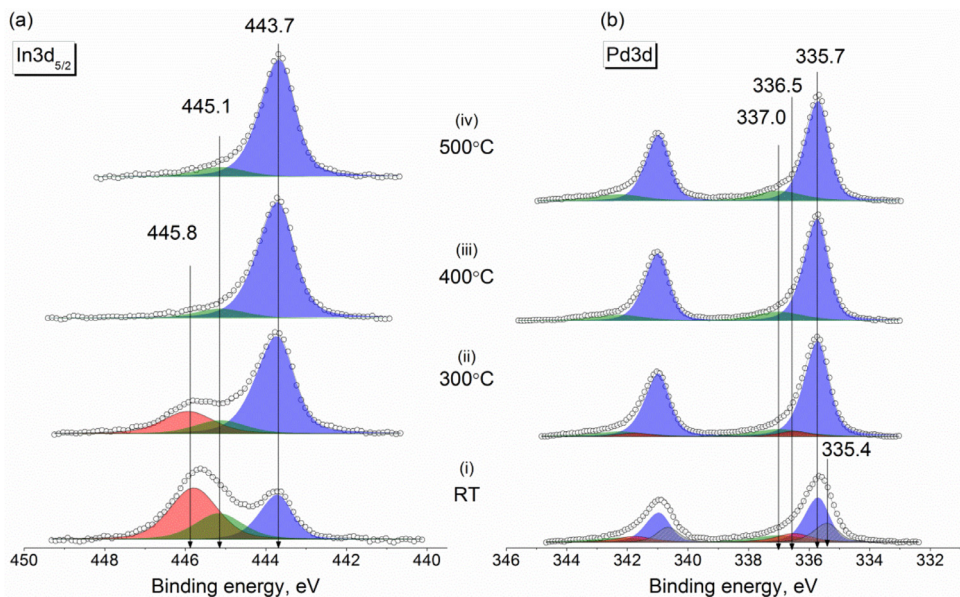 (a)
In3d5/2
443.7
445.1
445.8
(b)
Pd3d
335.7
336.5
337.0
335.4
(iv)
500°C
(iii)
400°C
(ii)
300°C
(i)
RT
450 448 446 444 442 440
Binding energy, eV
346 344 342 340 338 336 334 332
Binding energy, eV